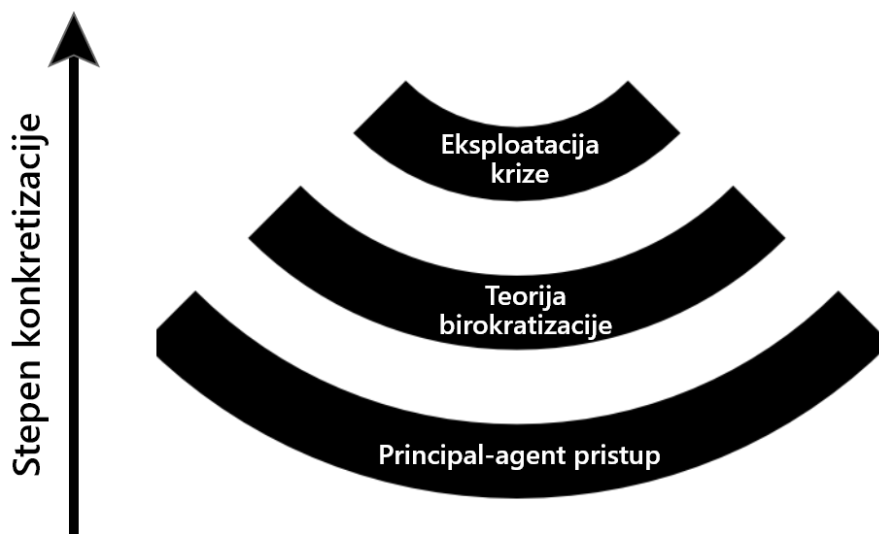 Stepen konkretizacije
Eksploatacija
krize
Teorija
birokratizacije
Principal-agent pristup